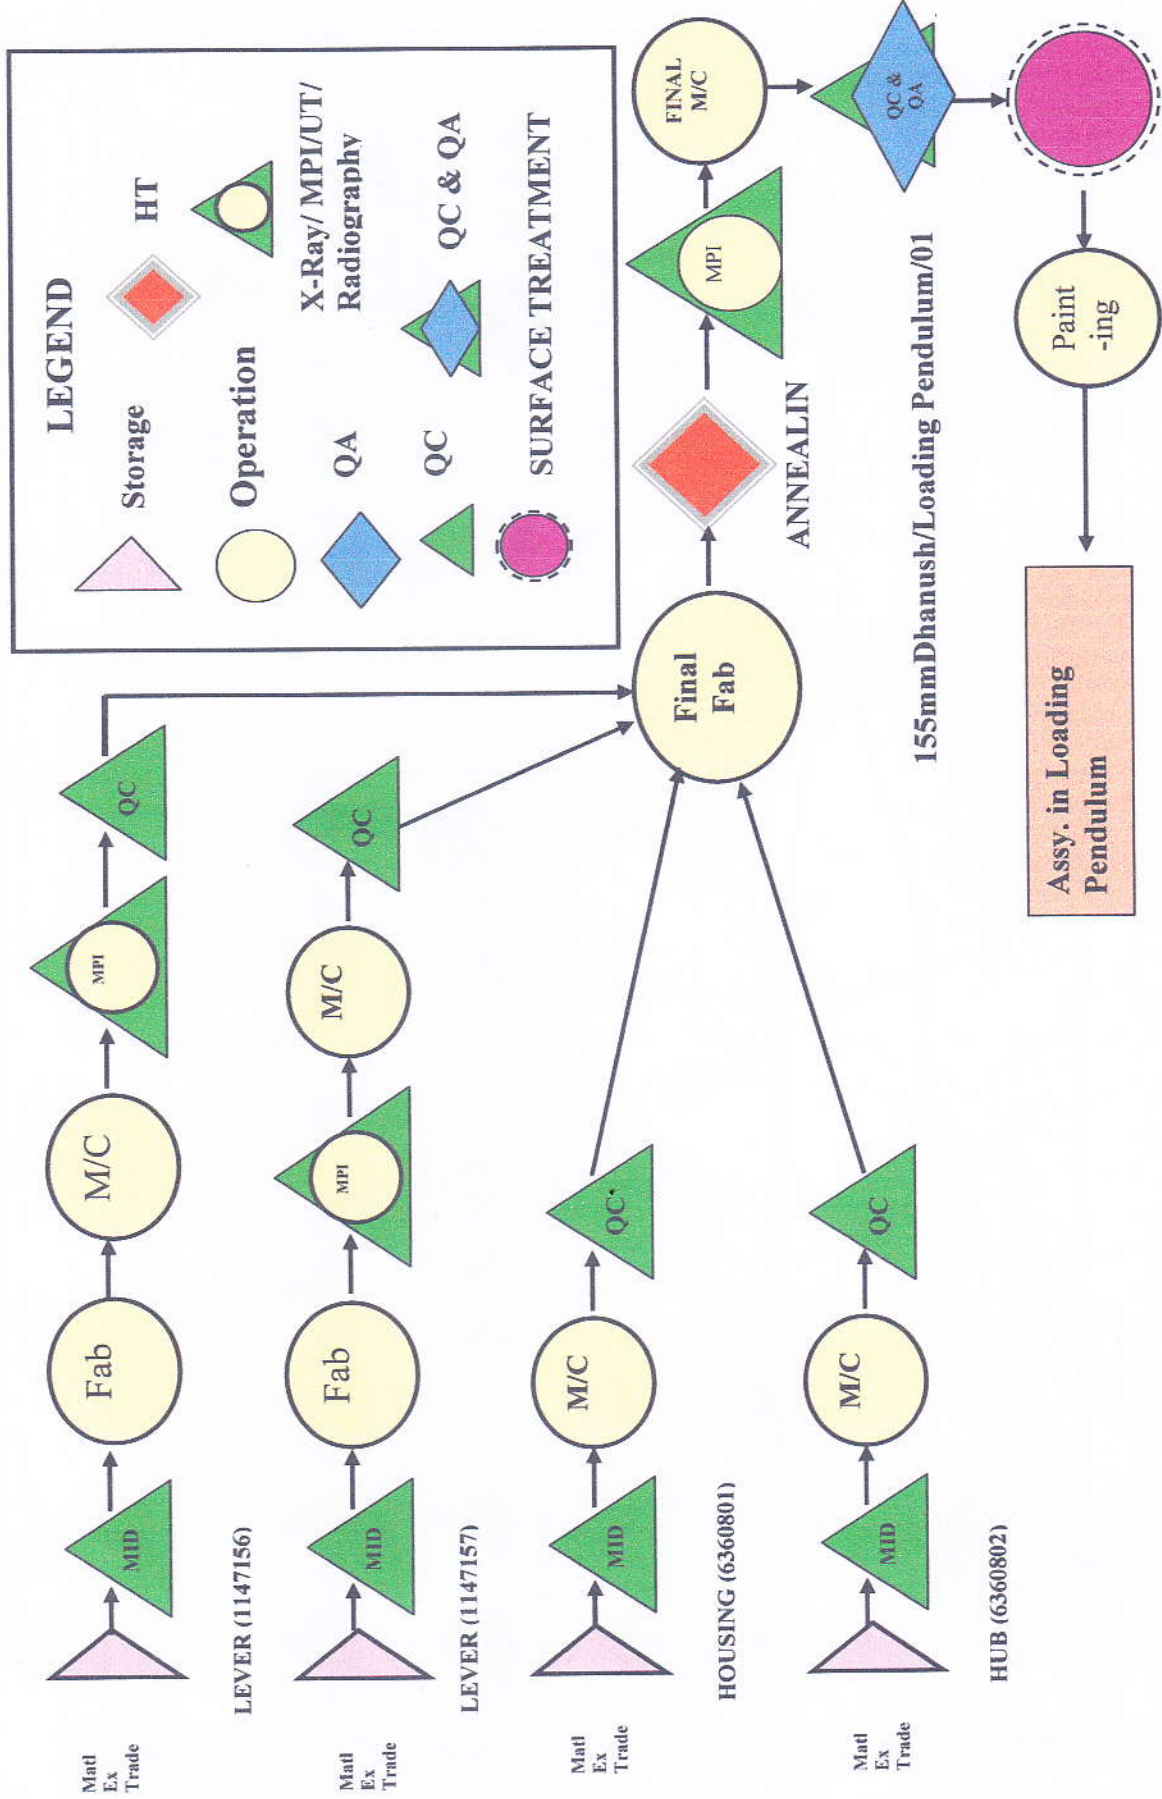 LEGEND
Storage
HT
Operation
X-Ray/ MPI/UT/
Radiography
QA
QC
QC & QA
SURFACE TREATMENT
Matl
Ex
Trade
MID
Fab
M/C
MPI
QC
LEVER (1147156)
Matl
Ex
Trade
MID
Fab
MPI
M/C
QC
LEVER (1147157)
Matl
Ex
Trade
MID
M/C
QC
HOUSING (6360801)
Matl
Ex
Trade
MID
M/C
QC
HUB (6360802)
Final
Fab
ANNEALIN
MPI
FINAL
M/C
QC &
QA
155mmDhanush/Loading Pendulum/01
Paint
-ing
Assy. in Loading
Pendulum